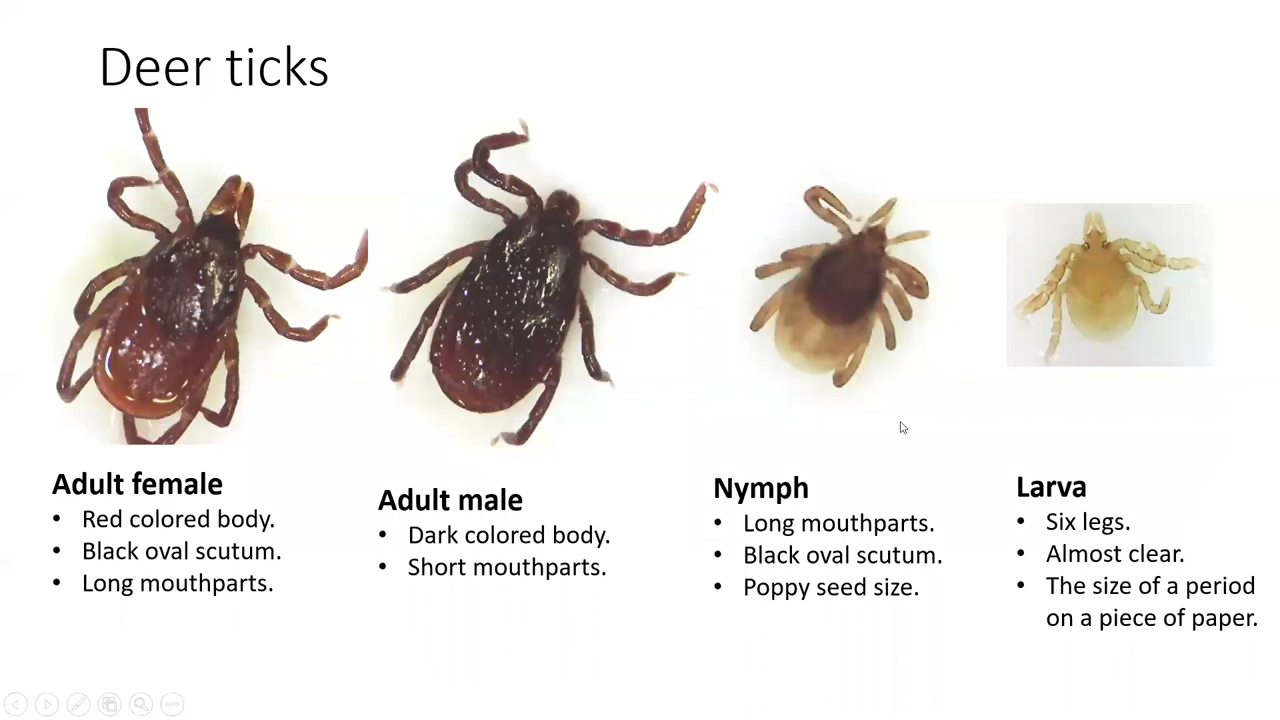 Deer ticks
Adult female
• Red colored body.
• Black oval scutum.
• Long mouthparts.
Adult male
• Dark colored body.
• Short mouthparts.
Nymph
• Long mouthparts.
• Black oval scutum.
• Poppy seed size.
Larva
• Six legs.
• Almost clear.
• The size of a period
on a piece of paper.